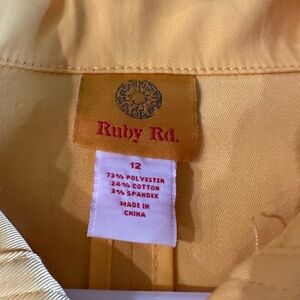 Ruby Rd.
12
73% POLYESTER
24% COTTON
3% SPANDEX
MADE IN
CHINA